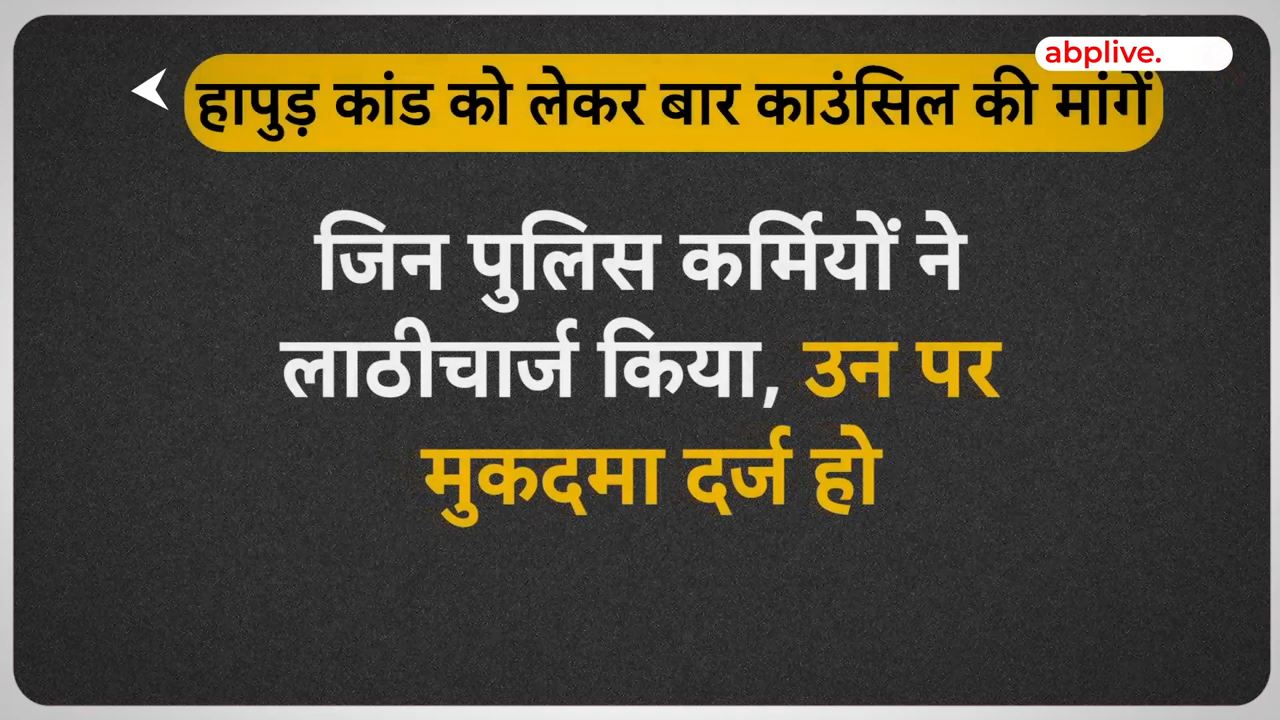 abplive.
हापुड़ कांड को लेकर बार काउंसिल की मांगें
जिन पुलिस कर्मियों ने
लाठीचार्ज किया, उन पर
मुकदमा दर्ज हो